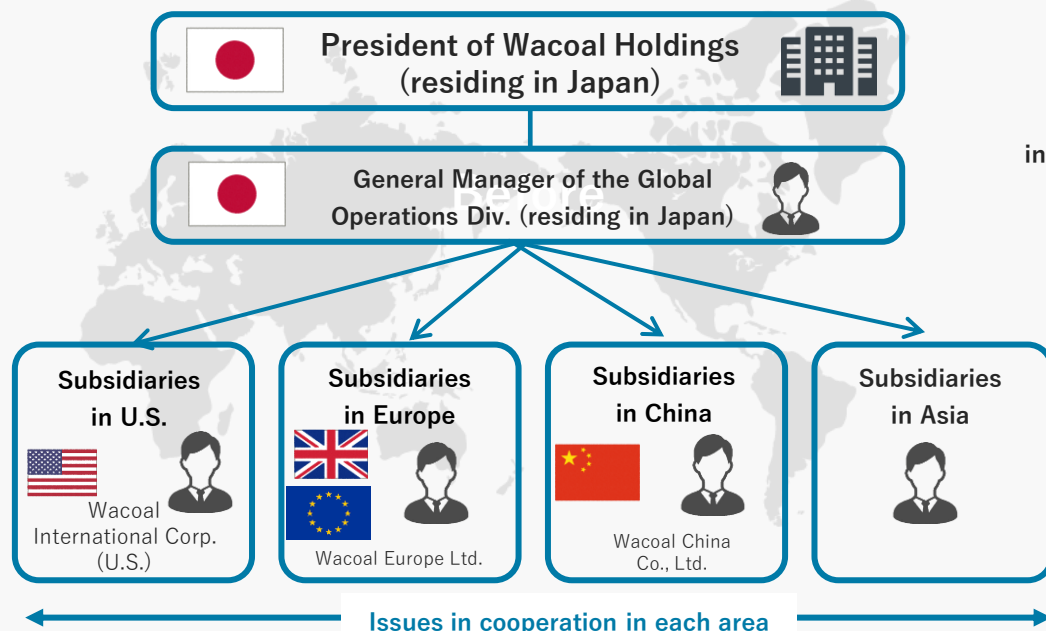 President of Wacoal Holdings
(residing in Japan)
in
General Manager of the Global
Before
Operations Div. (residing in Japan)
Subsidiaries
in U.S.
Wacoal
International Corp.
(U.S.)
Subsidiaries
in Europe
Wacoal Europe Ltd.
Subsidiaries
in China
Wacoal China
Co., Ltd.
Subsidiaries
in Asia
Issues in cooperation in each area